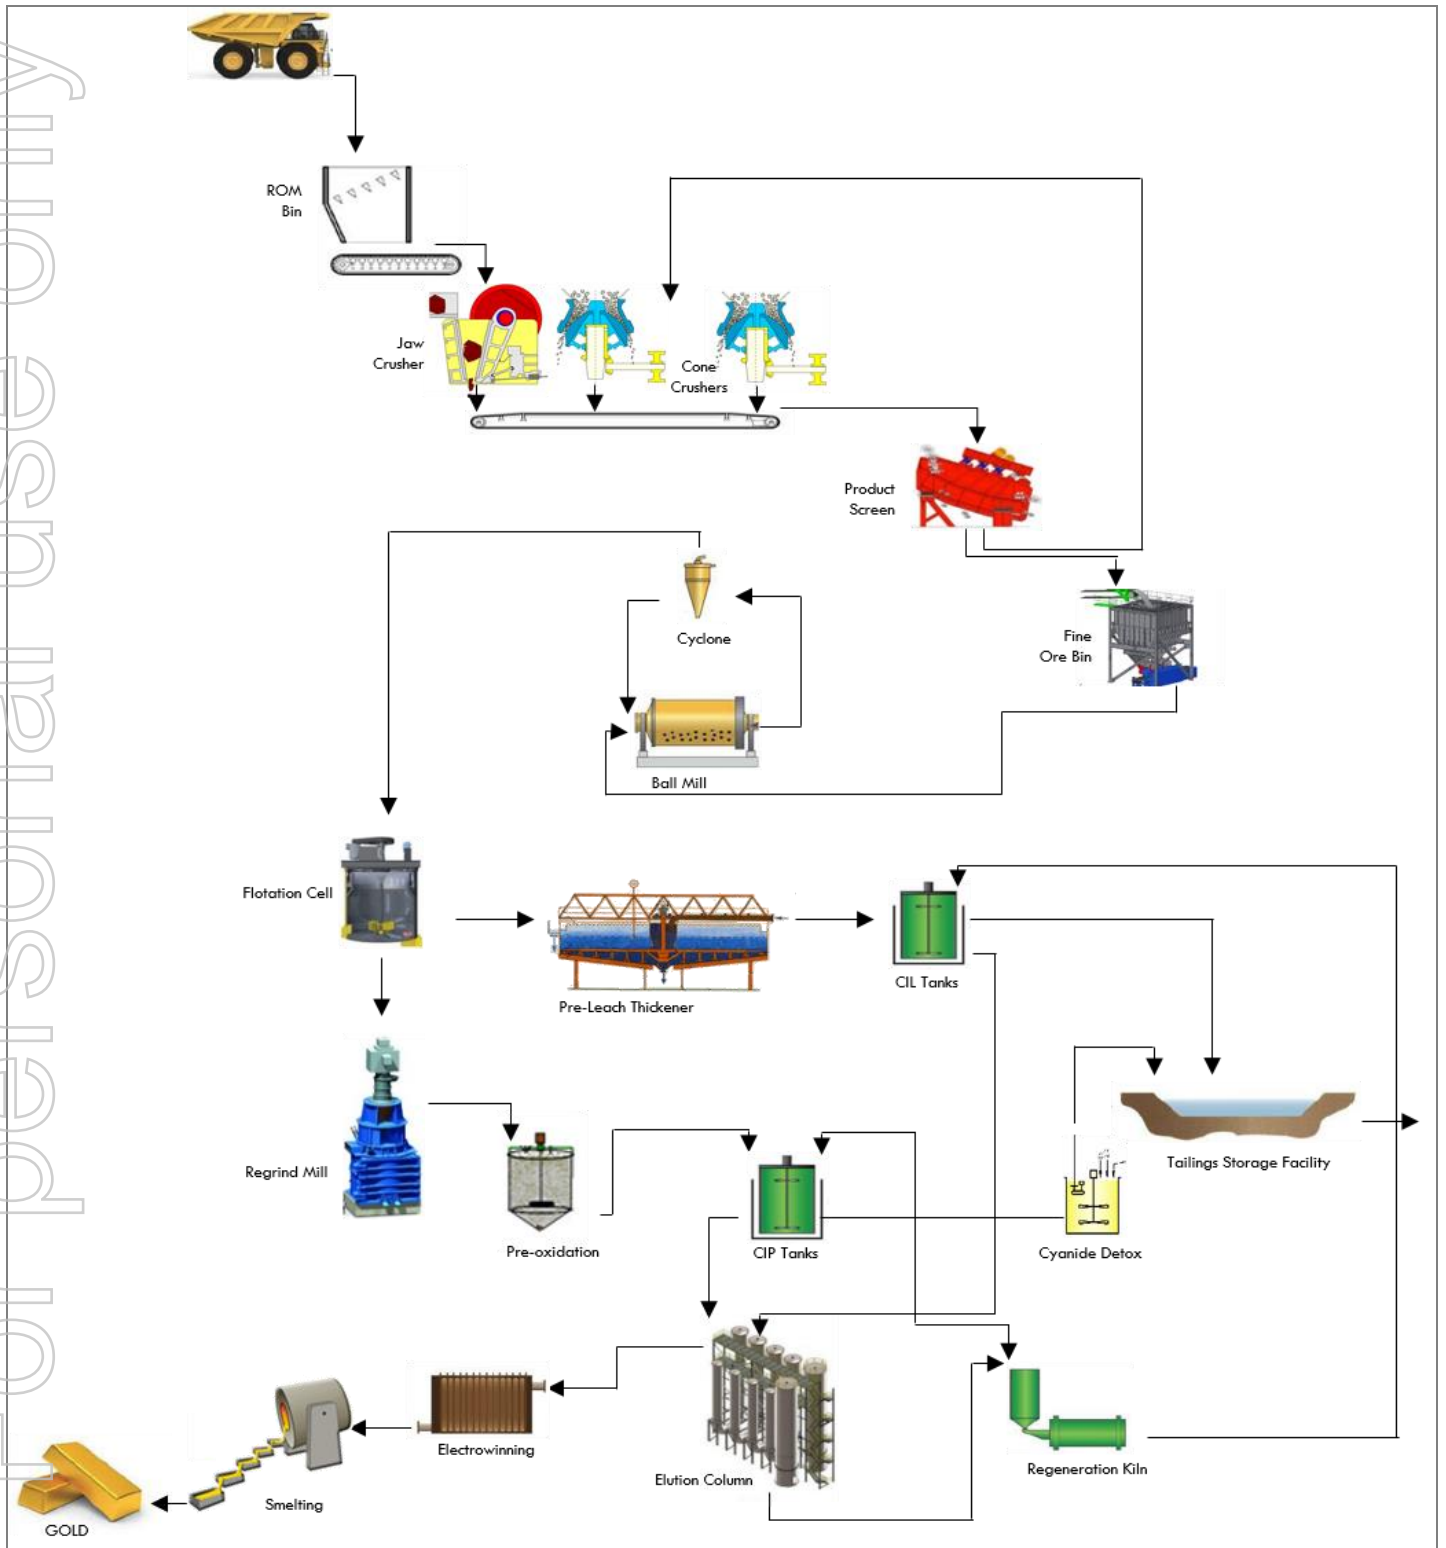 For personal use only
ROM
Bin
Jaw
Crusher
Cone
Crushers
Product
Screen
Cyclone
Fine
Ore Bin
Ball Mill
Flotation Cell
CIL Tanks
Pre-Leach Thickener
Regrind Mill
Tailings Storage Facility
Pre-oxidation
CIP Tanks
Cyanide Detox
Electrowinning
Elution Column
Regeneration Kiln
Smelting
GOLD